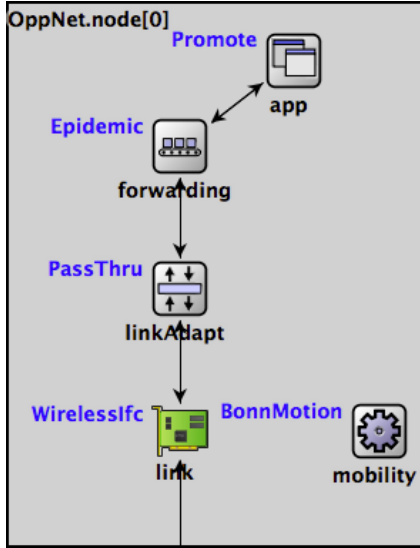 OppNet.node[0]
Promote
app
Epidemic
forwarding
PassThru
linkAdapt
WirelessIfc
link
BonnMotion
mobility